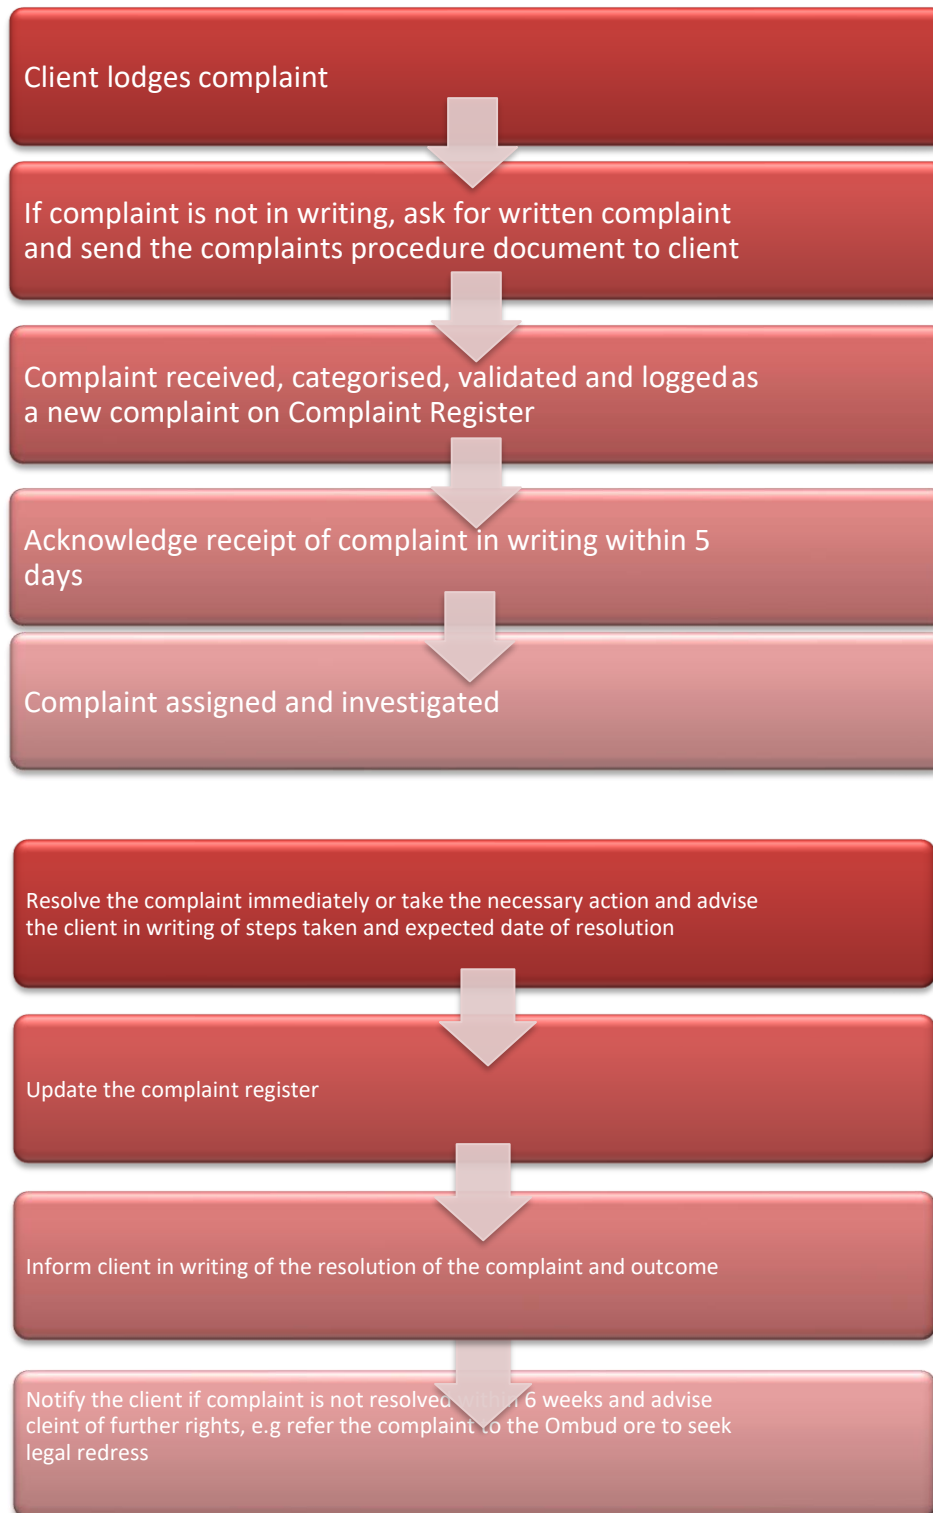 Client lodges complaint
If complaint is not in writing, ask for written complaint
and send the complaints procedure document to client
Complaint received, categorised, validated and logged as
a new complaint on Complaint Register
Acknowledge receipt of complaint in writing within 5
days
Complaint assigned and investigated
Resolve the complaint immediately or take the necessary action and advise
the client in writing of steps taken and expected date of resolution
Update the complaint register
Inform client in writing of the resolution of the complaint and outcome
Notify the client if complaint is not resolved within 6 weeks and advise
cleint of further rights, e.g refer the complaint to the Ombud ore to seek
legal redress